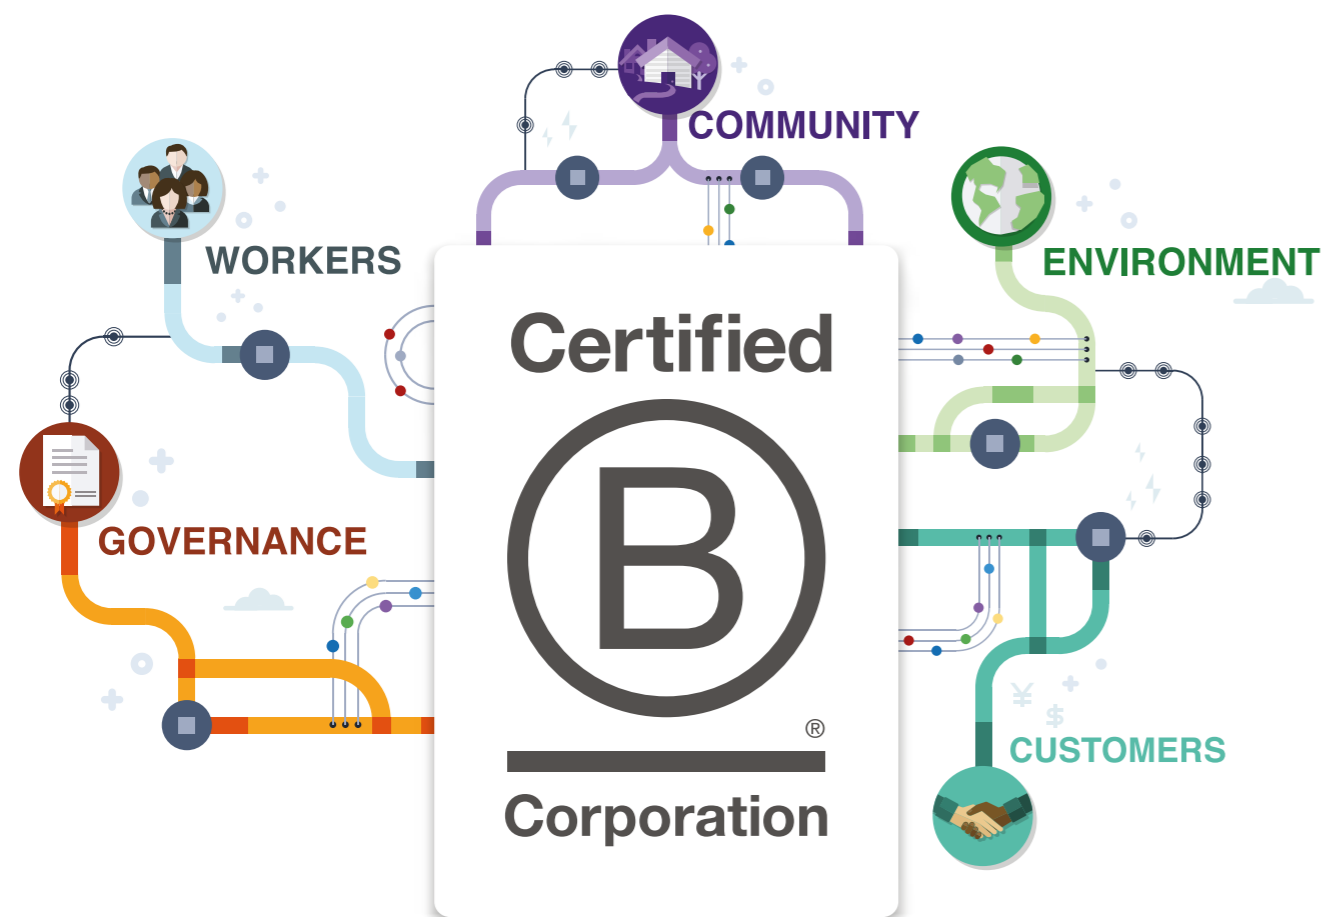 COMMUNITY
WORKERS
ENVIRONMENT
Certified
B
®
Corporation
GOVERNANCE
¥
$
CUSTOMERS